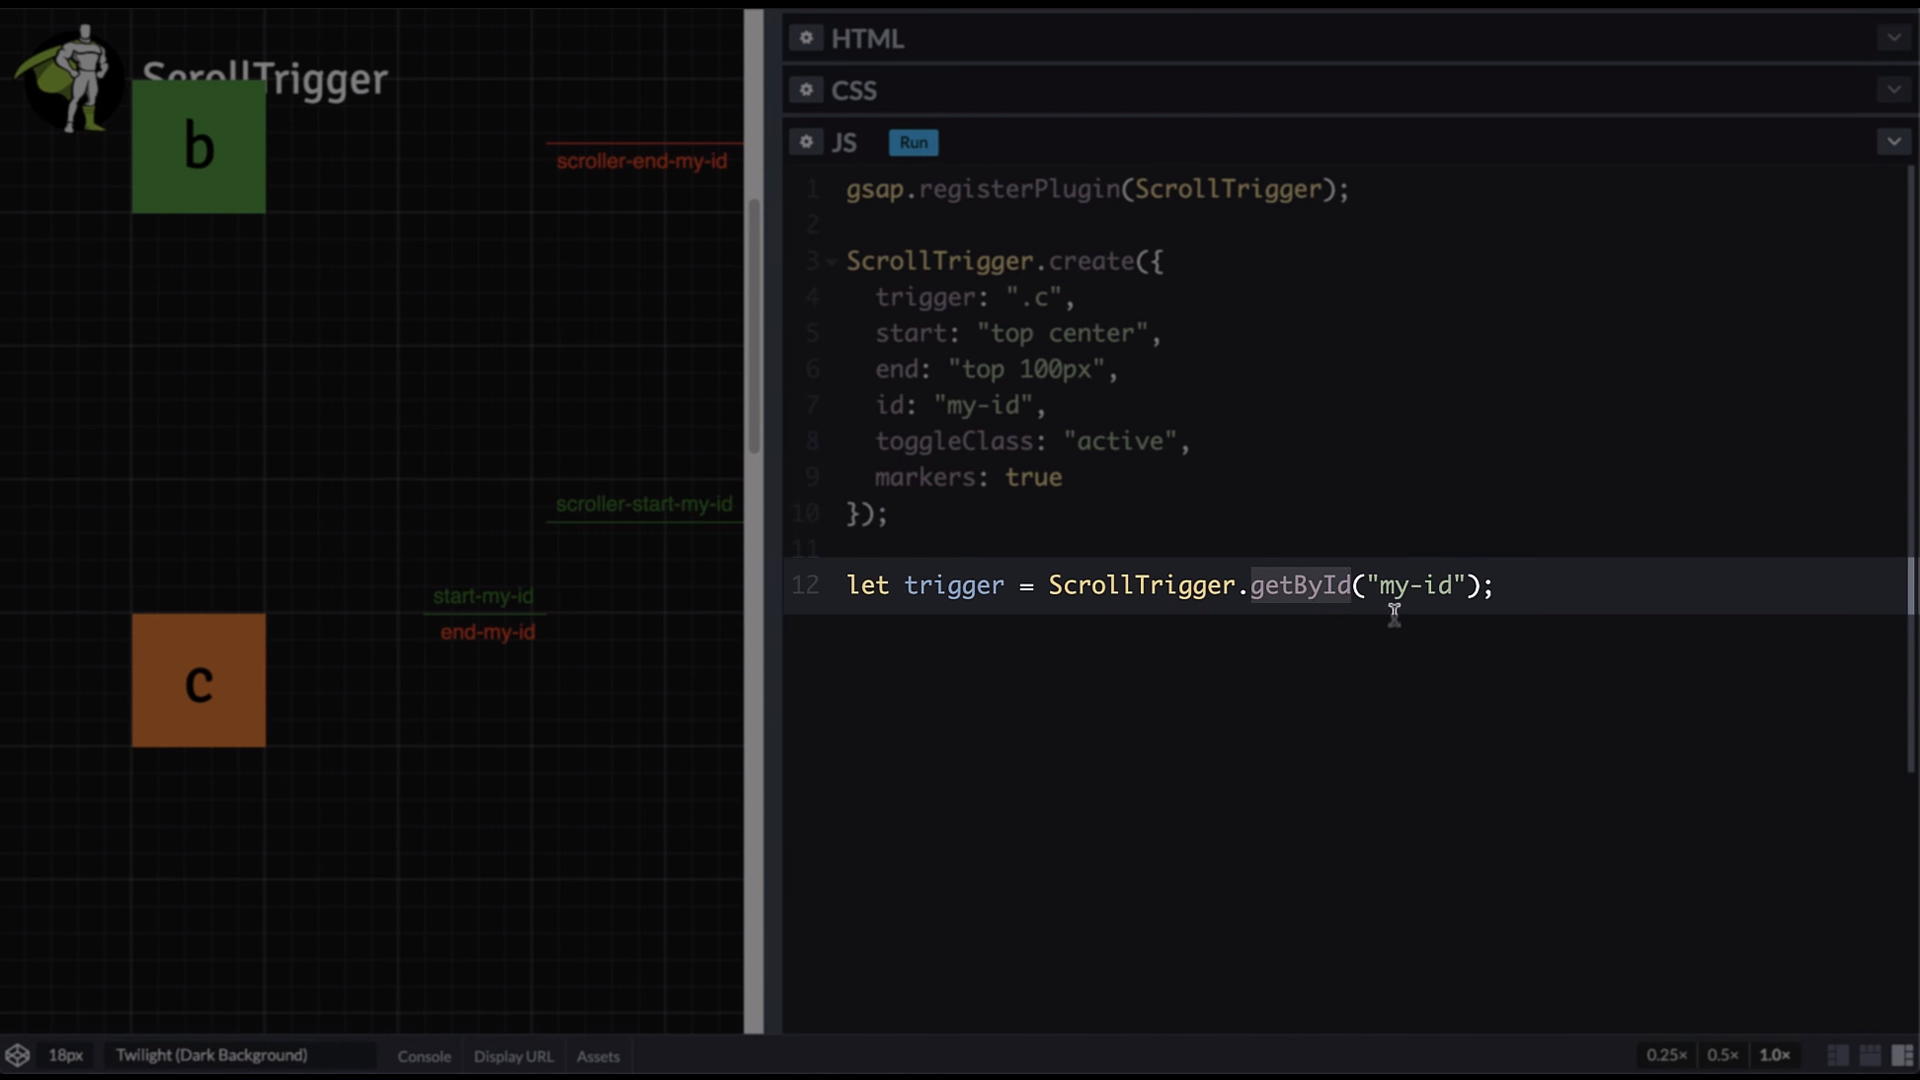 ScrollTrigger
b
scroller-end-my-id
scroller-start-my-id
start-my-id
end-my-id
c
HTML
CSS
JS
Run
1 gsap.registerPlugin(ScrollTrigger);
2
3 ScrollTrigger.create({
4 trigger: ".c",
5 start: "top center",
6 end: "top 100px",
7 id: "my-id",
8 toggleClass: "active",
9 markers: true
10 });
11
12 let trigger = ScrollTrigger.getById("my-id");
18px Twilight (Dark Background) Console Display URL Assets 0.25× 0.5× 1.0×